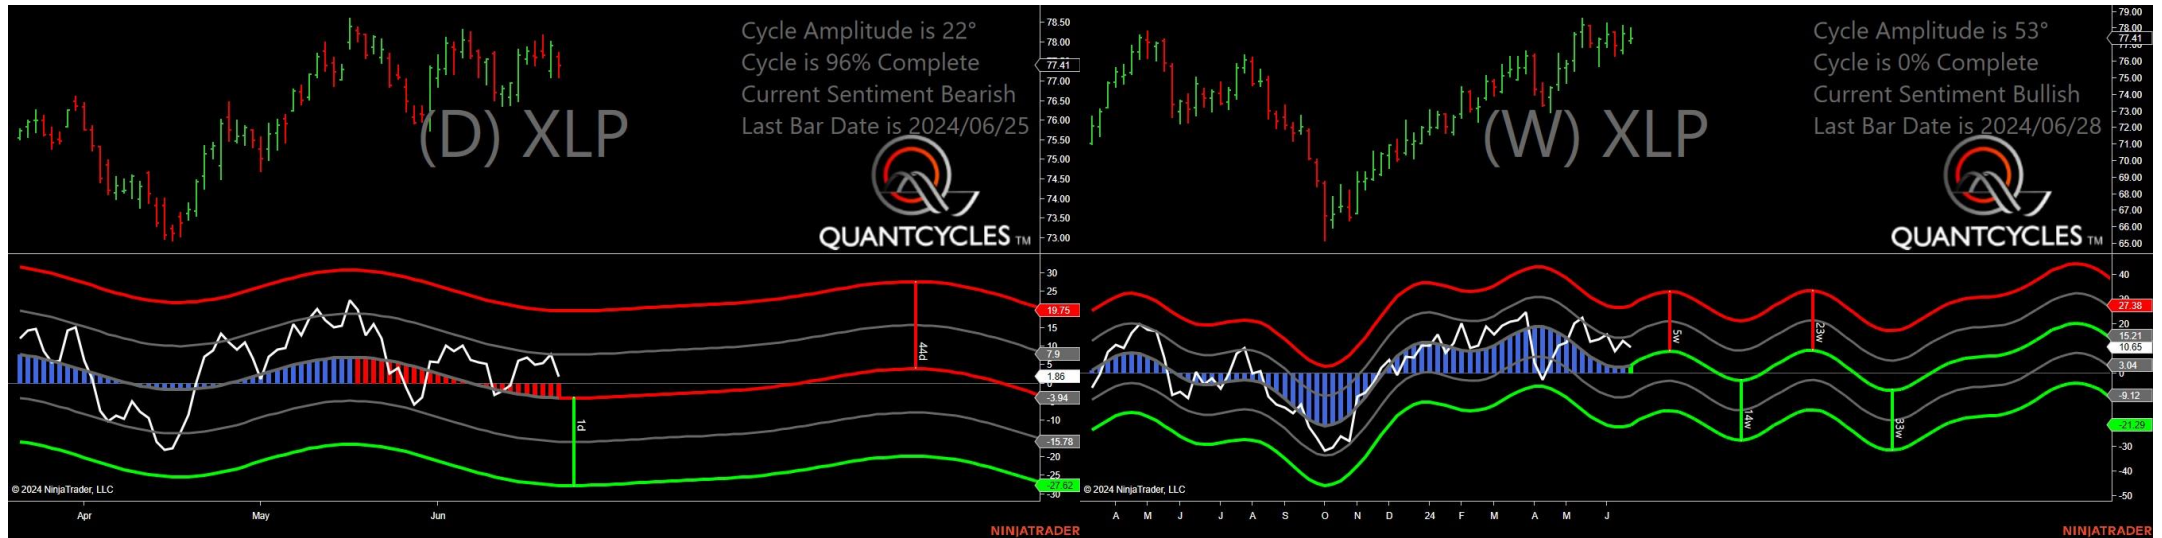 Cycle Amplitude is 22°
Cycle is 96% Complete
Current Sentiment Bearish
Last Bar Date is 2024/06/25
(D) XLP
QUANTCYCLES TM
78.50
78.00
77.41
77.00
76.50
76.00
75.50
75.00
74.50
74.00
73.50
73.00
30
25
19.75
15
10
7.9
5
1.86
0
-3.94
-10
-15.78
-20
-25
-27.62
-30
44d
1d
© 2024 NinjaTrader, LLC
Apr May Jun
NINJATRADER
Cycle Amplitude is 53°
Cycle is 0% Complete
Current Sentiment Bullish
Last Bar Date is 2024/06/28
(W) XLP
QUANTCYCLES TM
79.00
78.00
77.41
77.00
76.00
75.00
74.00
73.00
72.00
71.00
70.00
69.00
68.00
67.00
66.00
65.00
40
27.38
20
15.21
10.65
3.04
0
-9.12
-21.29
-30
-40
-50
5w
23w
14w
33w
© 2024 NinjaTrader, LLC
A M J J A S O N D 24 F M A M J
NINJATRADER